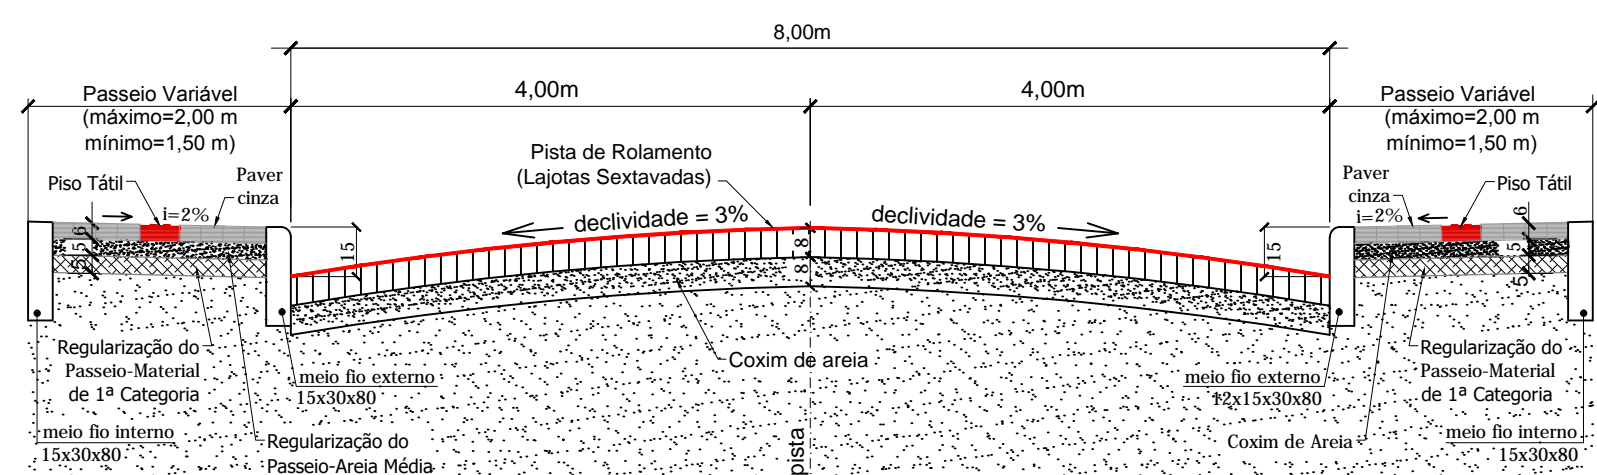 8,00m
Passeio Variável
(máximo=2,00 m
mínimo=1,50 m)
4,00m
4,00m
Passeio Variável
(máximo=2,00 m
mínimo=1,50 m)
Pista de Rolamento
(Lajotas Sextavadas)
Piso Tátil
Paver
cinza
i=2%
declividade = 3%
declividade = 3%
Paver
cinza
i=2%
Piso Tátil
6
5
5
15
8
8
15
6
5
5
Regularização do
Passeio-Material
de 1ª Categoria
meio fio externo
15x30x80
Coxim de areia
meio fio externo
12x15x30x80
Regularização do
Passeio-Material
de 1ª Categoria
meio fio interno
15x30x80
Regularização do
Passeio-Areia Média
pista
Coxim de Areia
meio fio interno
15x30x80